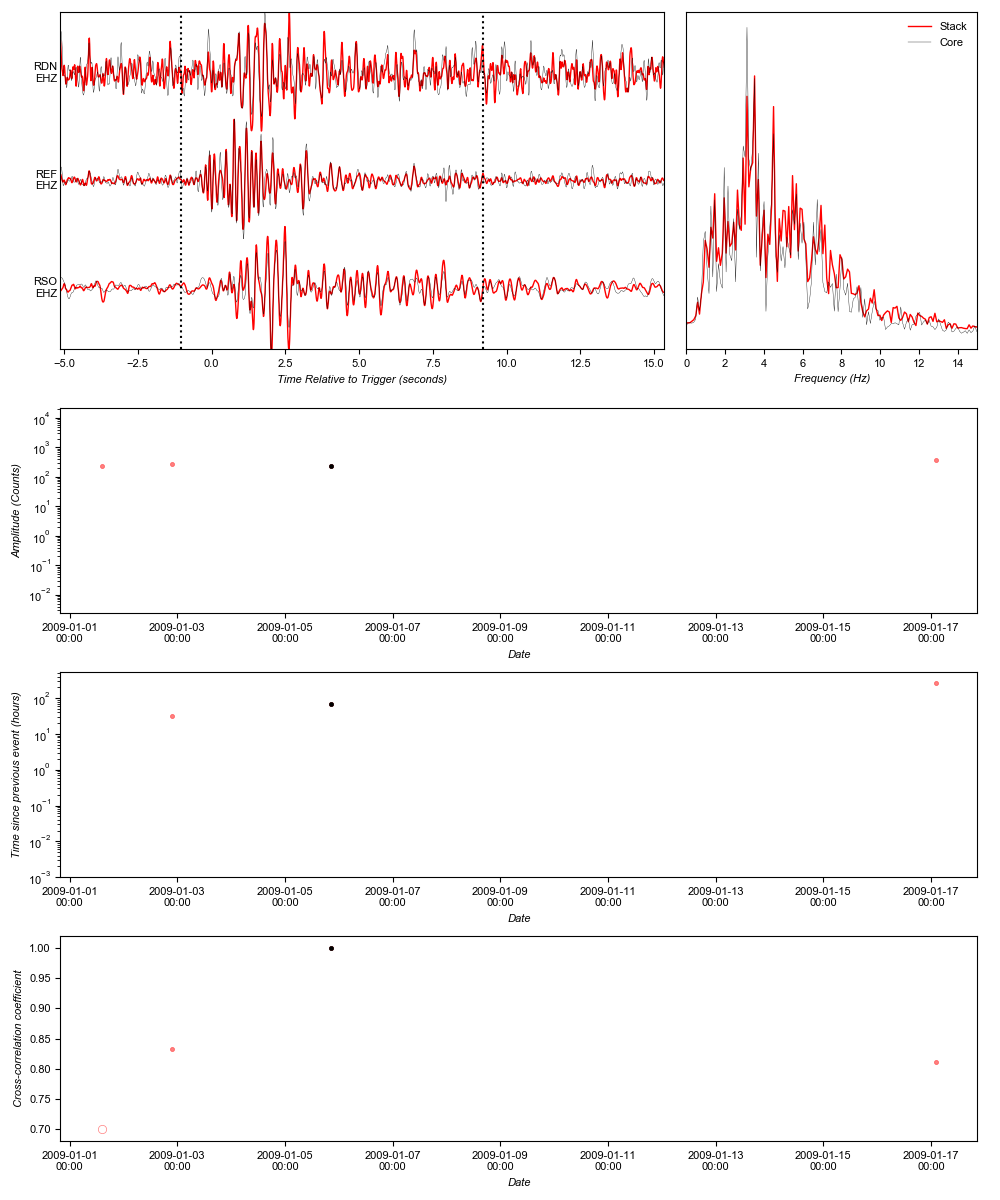 RDN
EHZ
REF
EHZ
RSO
EHZ
−5.0 −2.5 0.0 2.5 5.0 7.5 10.0 12.5 15.0
Time Relative to Trigger (seconds)
Stack
Core
0 2 4 6 8 10 12 14
Frequency (Hz)
10⁴
10³
10²
10¹
10⁰
10⁻¹
10⁻²
Amplitude (Counts)
2009-01-01 2009-01-03 2009-01-05 2009-01-07 2009-01-09 2009-01-11 2009-01-13 2009-01-15 2009-01-17
00:00 00:00 00:00 00:00 00:00 00:00 00:00 00:00 00:00
Date
10²
10¹
10⁰
10⁻¹
10⁻²
10⁻³
Time since previous event (hours)
2009-01-01 2009-01-03 2009-01-05 2009-01-07 2009-01-09 2009-01-11 2009-01-13 2009-01-15 2009-01-17
00:00 00:00 00:00 00:00 00:00 00:00 00:00 00:00 00:00
Date
1.00
0.95
0.90
0.85
0.80
0.75
0.70
Cross-correlation coefficient
2009-01-01 2009-01-03 2009-01-05 2009-01-07 2009-01-09 2009-01-11 2009-01-13 2009-01-15 2009-01-17
00:00 00:00 00:00 00:00 00:00 00:00 00:00 00:00 00:00
Date